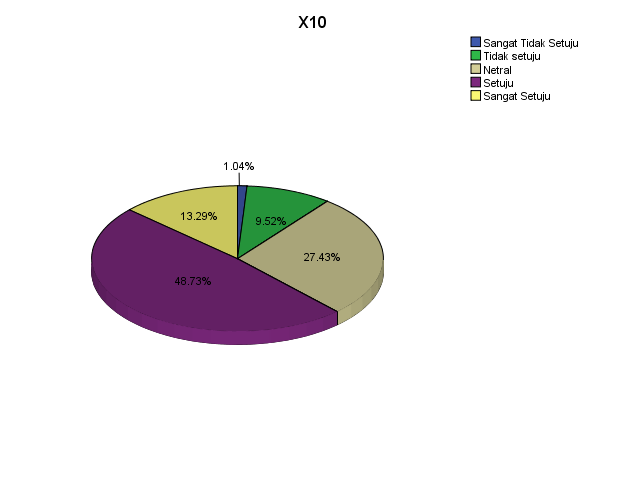 X10
Sangat Tidak Setuju
Tidak setuju
Netral
Setuju
Sangat Setuju
1.04%
13.29%
9.52%
27.43%
48.73%